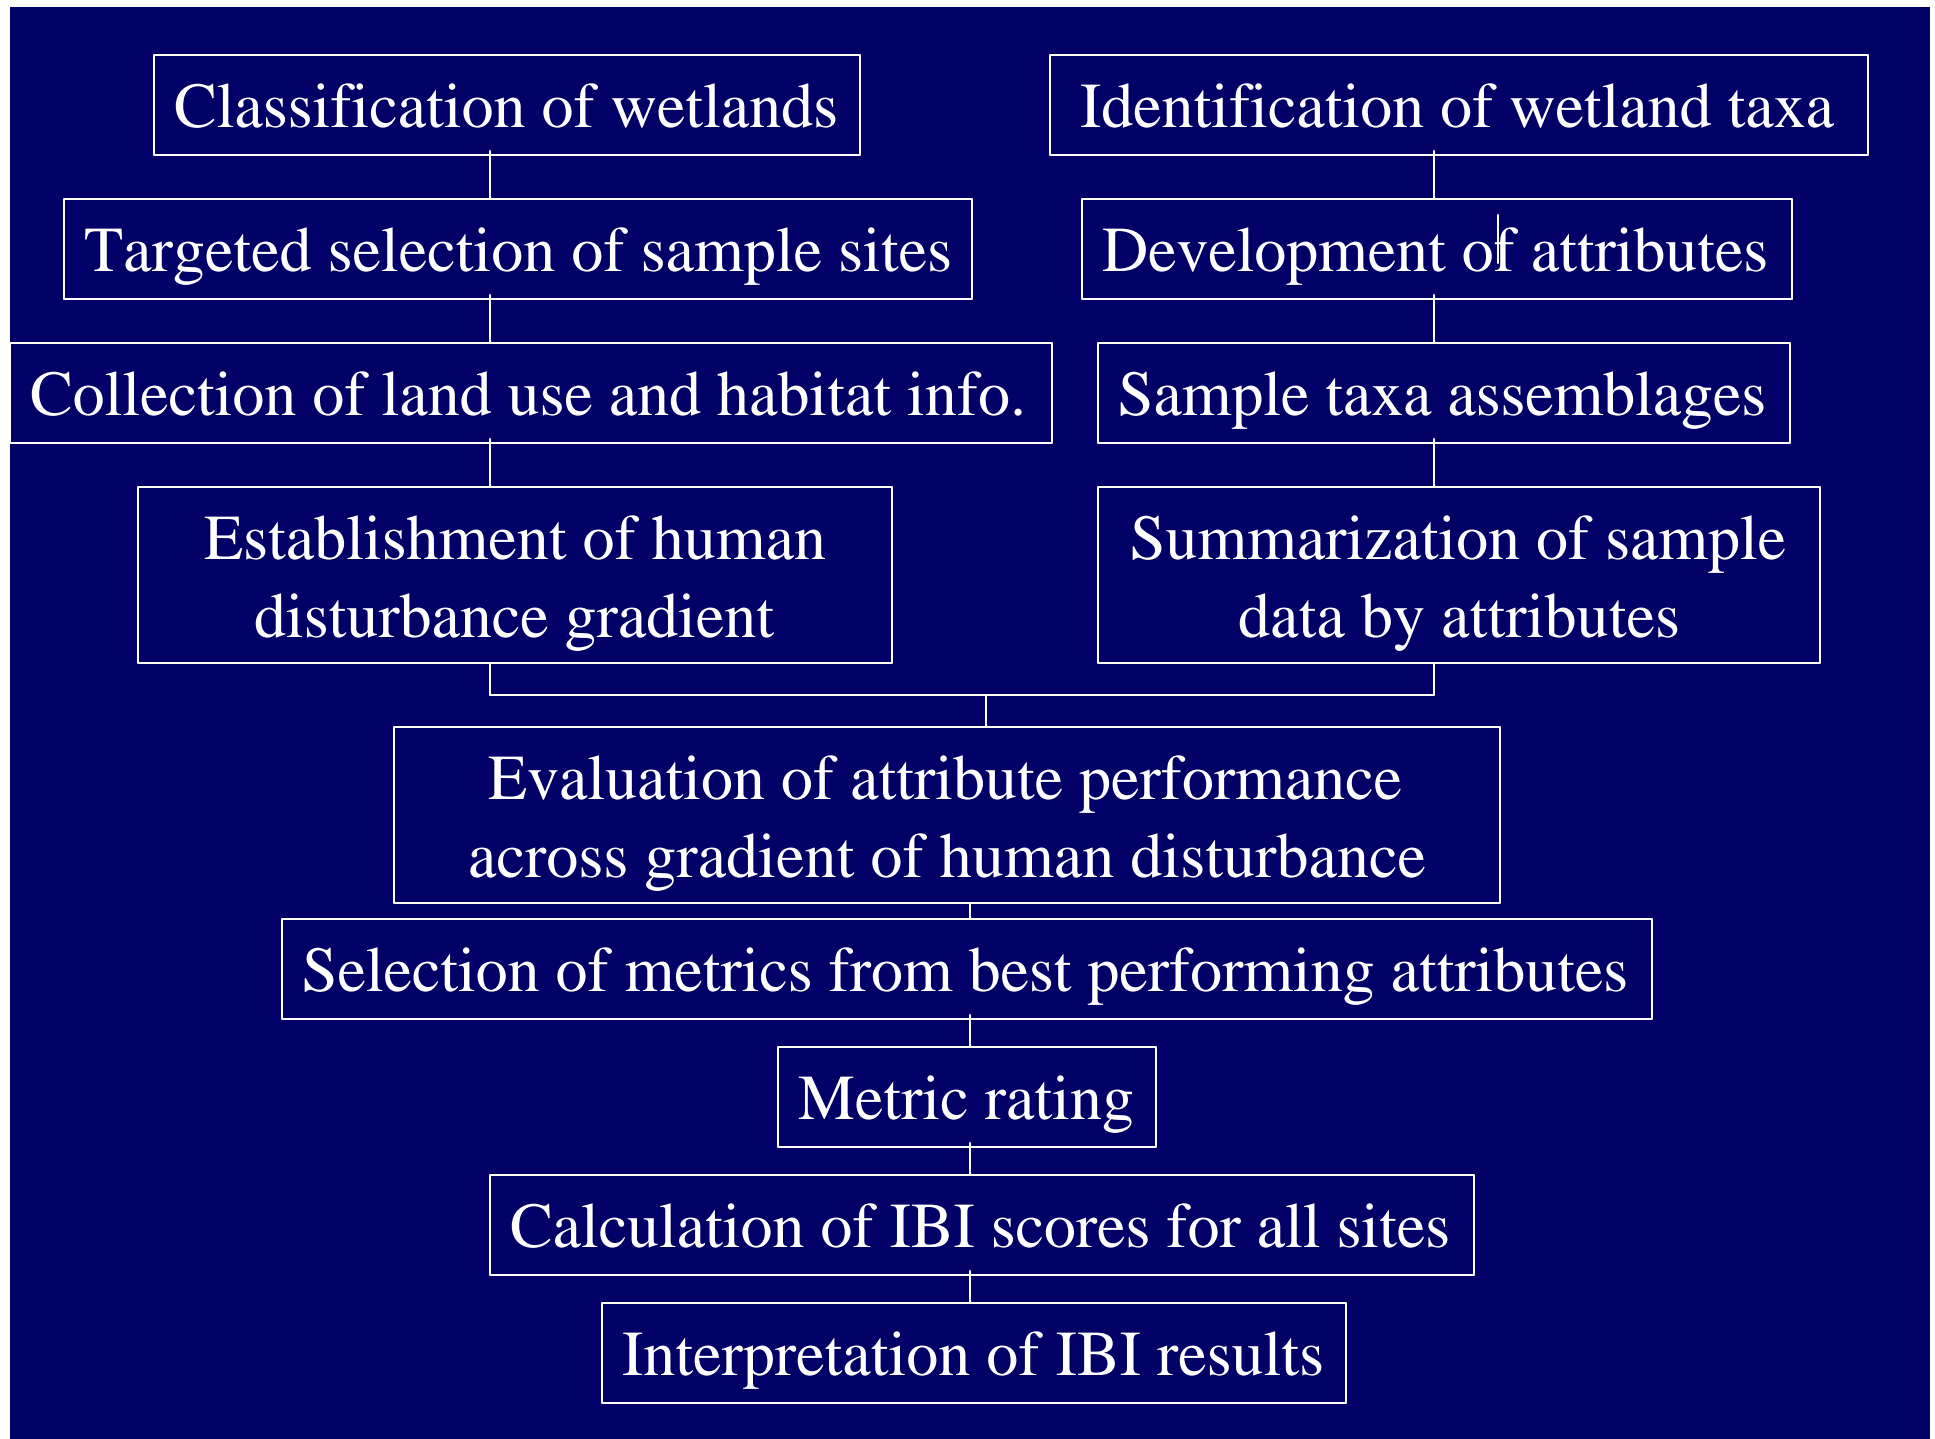 Classification of wetlands
Identification of wetland taxa
Targeted selection of sample sites
Development of attributes
Collection of land use and habitat info.
Sample taxa assemblages
Establishment of human
disturbance gradient
Summarization of sample
data by attributes
Evaluation of attribute performance
across gradient of human disturbance
Selection of metrics from best performing attributes
Metric rating
Calculation of IBI scores for all sites
Interpretation of IBI results